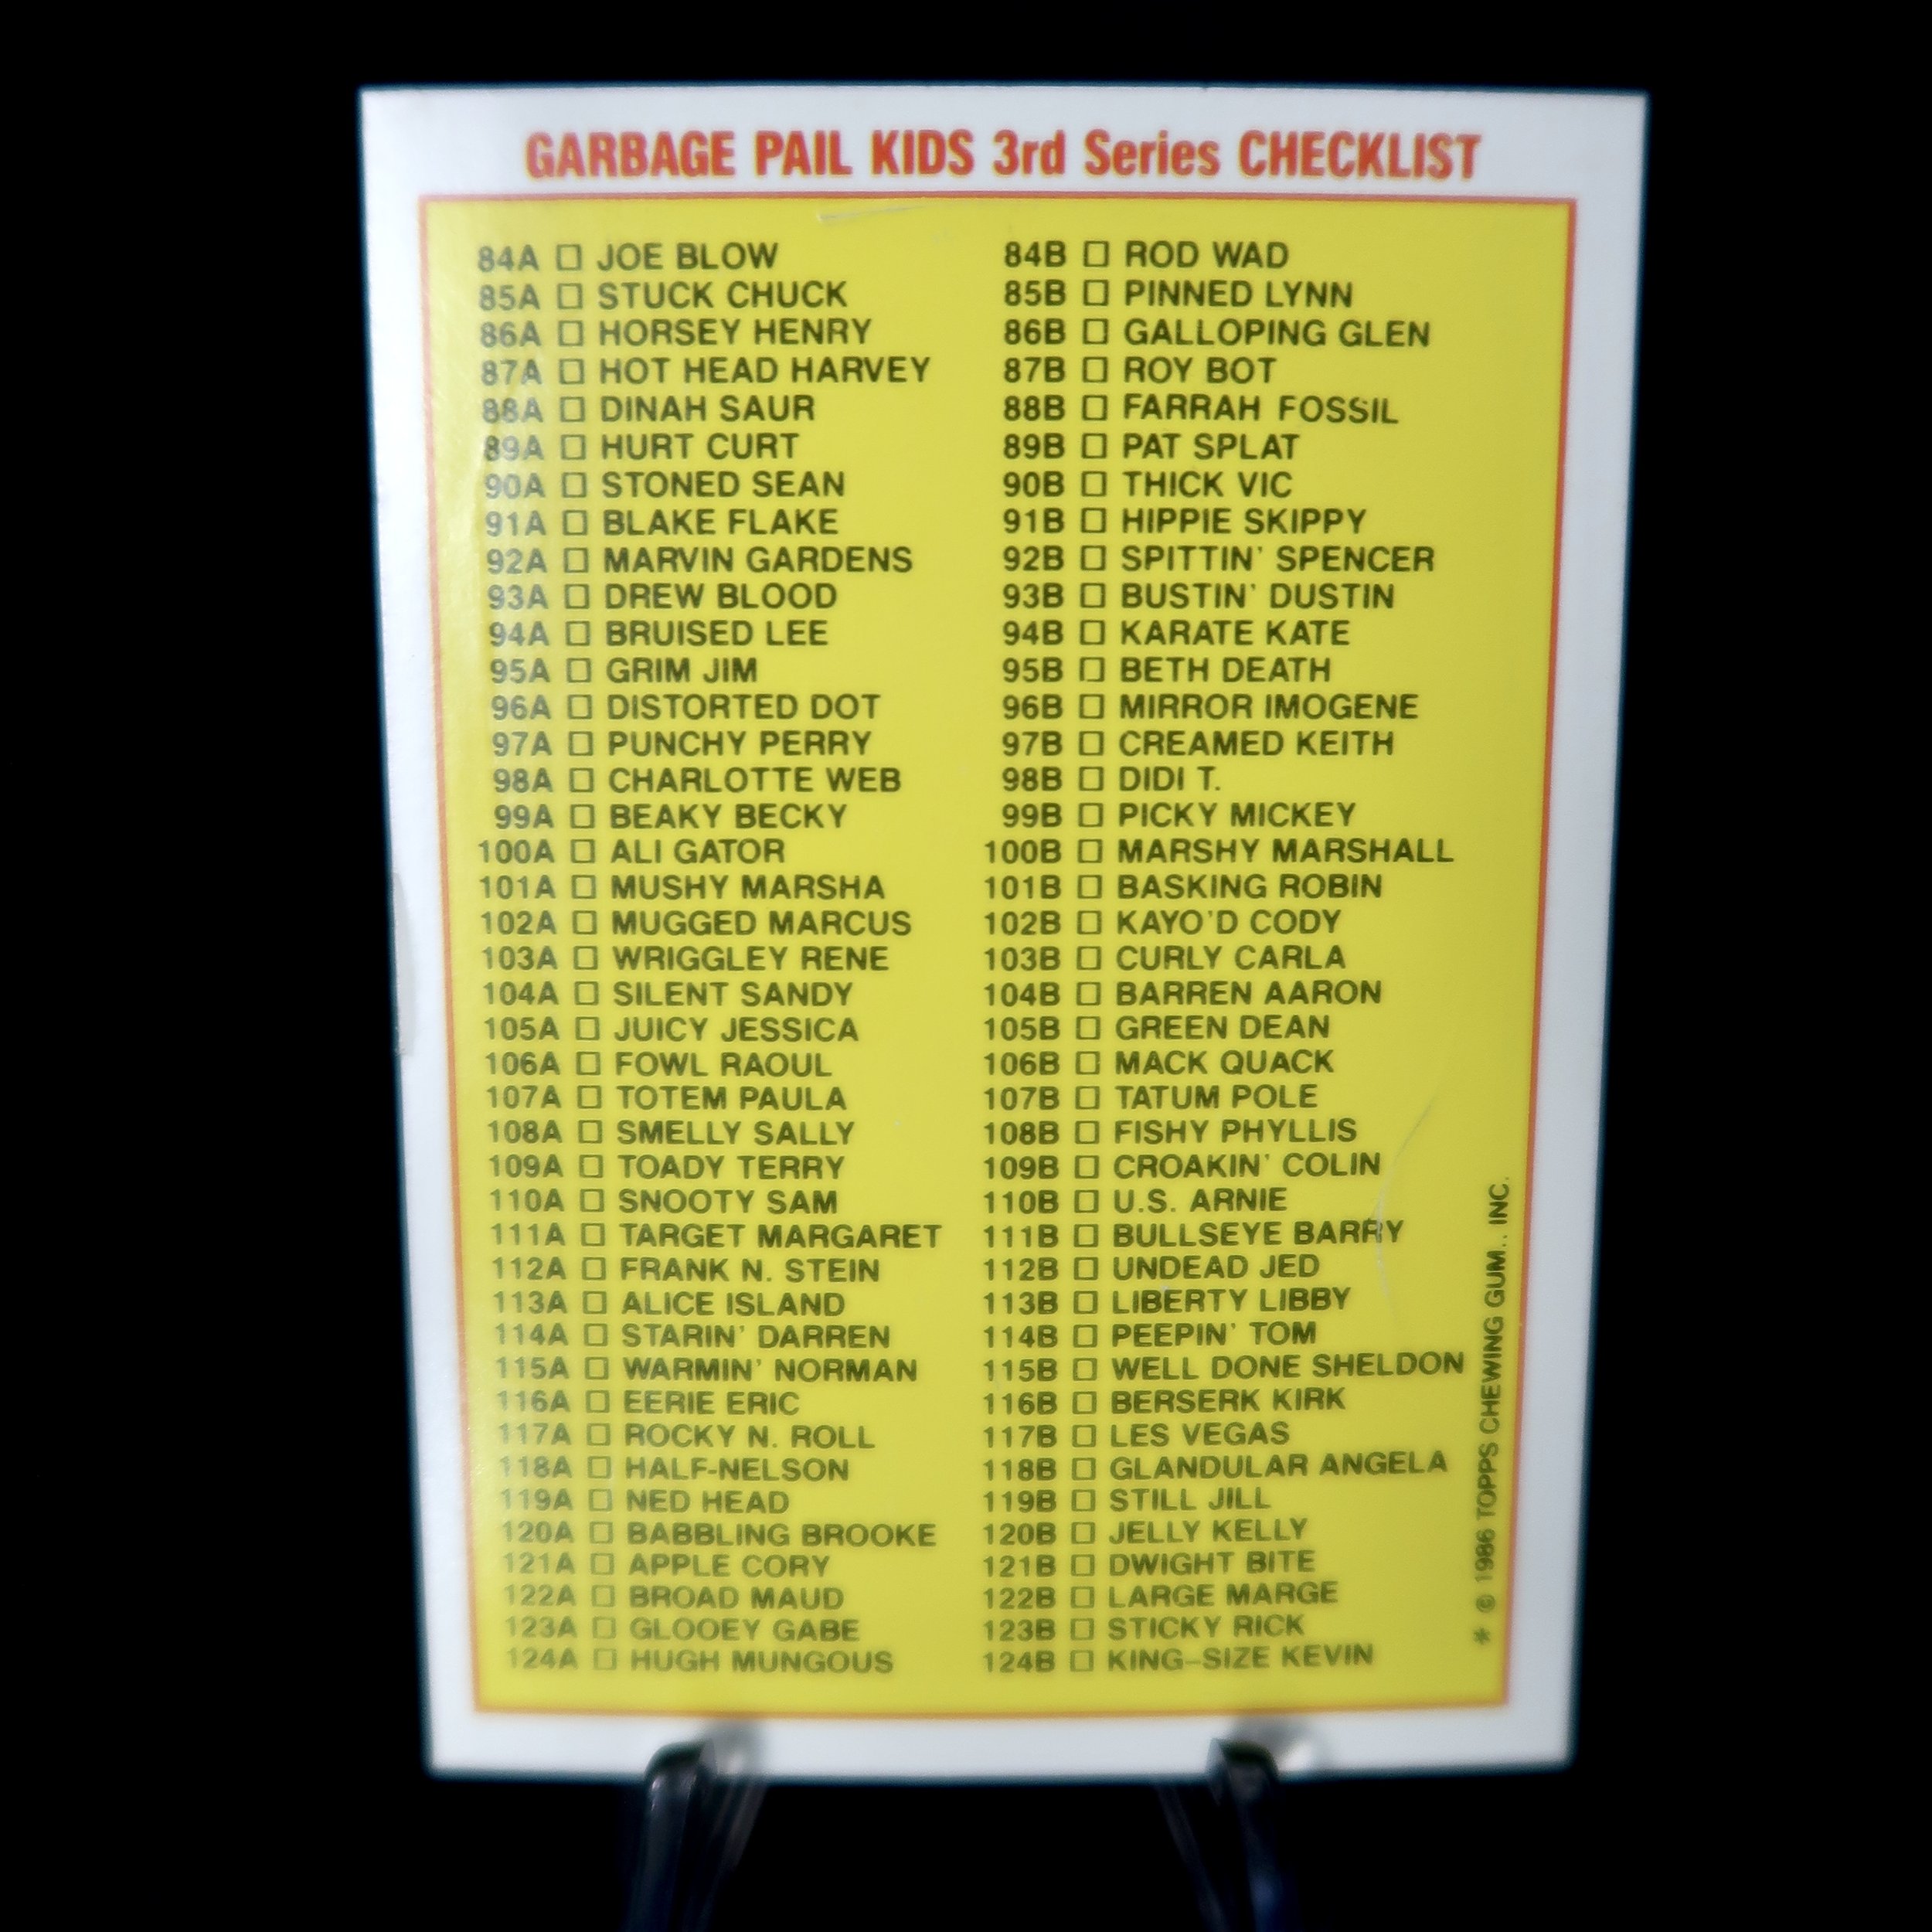 GARBAGE PAIL KIDS 3rd Series CHECKLIST
84A □ JOE BLOW 84B □ ROD WAD
85A □ STUCK CHUCK 85B □ PINNED LYNN
86A □ HORSEY HENRY 86B □ GALLOPING GLEN
87A □ HOT HEAD HARVEY 87B □ ROY BOT
88A □ DINAH SAUR 88B □ FARRAH FOSSIL
89A □ HURT CURT 89B □ PAT SPLAT
90A □ STONED SEAN 90B □ THICK VIC
91A □ BLAKE FLAKE 91B □ HIPPIE SKIPPY
92A □ MARVIN GARDENS 92B □ SPITTIN' SPENCER
93A □ DREW BLOOD 93B □ BUSTIN' DUSTIN
94A □ BRUISED LEE 94B □ KARATE KATE
95A □ GRIM JIM 95B □ BETH DEATH
96A □ DISTORTED DOT 96B □ MIRROR IMOGENE
97A □ PUNCHY PERRY 97B □ CREAMED KEITH
98A □ CHARLOTTE WEB 98B □ DIDI T.
99A □ BEAKY BECKY 99B □ PICKY MICKEY
100A □ ALI GATOR 100B □ MARSHY MARSHALL
101A □ MUSHY MARSHA 101B □ BASKING ROBIN
102A □ MUGGED MARCUS 102B □ KAYO'D CODY
103A □ WRIGGLEY RENE 103B □ CURLY CARLA
104A □ SILENT SANDY 104B □ BARREN AARON
105A □ JUICY JESSICA 105B □ GREEN DEAN
106A □ FOWL RAOUL 106B □ MACK QUACK
107A □ TOTEM PAULA 107B □ TATUM POLE
108A □ SMELLY SALLY 108B □ FISHY PHYLLIS
109A □ TOADY TERRY 109B □ CROAKIN' COLIN
110A □ SNOOTY SAM 110B □ U.S. ARNIE
111A □ TARGET MARGARET 111B □ BULLSEYE BARRY
112A □ FRANK N. STEIN 112B □ UNDEAD JED
113A □ ALICE ISLAND 113B □ LIBERTY LIBBY
114A □ STARIN' DARREN 114B □ PEEPIN' TOM
115A □ WARMIN' NORMAN 115B □ WELL DONE SHELDON
116A □ EERIE ERIC 116B □ BERSERK KIRK
117A □ ROCKY N. ROLL 117B □ LES VEGAS
118A □ HALF-NELSON 118B □ GLANDULAR ANGELA
119A □ NED HEAD 119B □ STILL JILL
120A □ BABBLING BROOKE 120B □ JELLY KELLY
121A □ APPLE CORY 121B □ DWIGHT BITE
122A □ BROAD MAUD 122B □ LARGE MARGE
123A □ GLOOEY GABE 123B □ STICKY RICK
124A □ HUGH MUNGOUS 124B □ KING-SIZE KEVIN
* © 1986 TOPPS CHEWING GUM., INC.